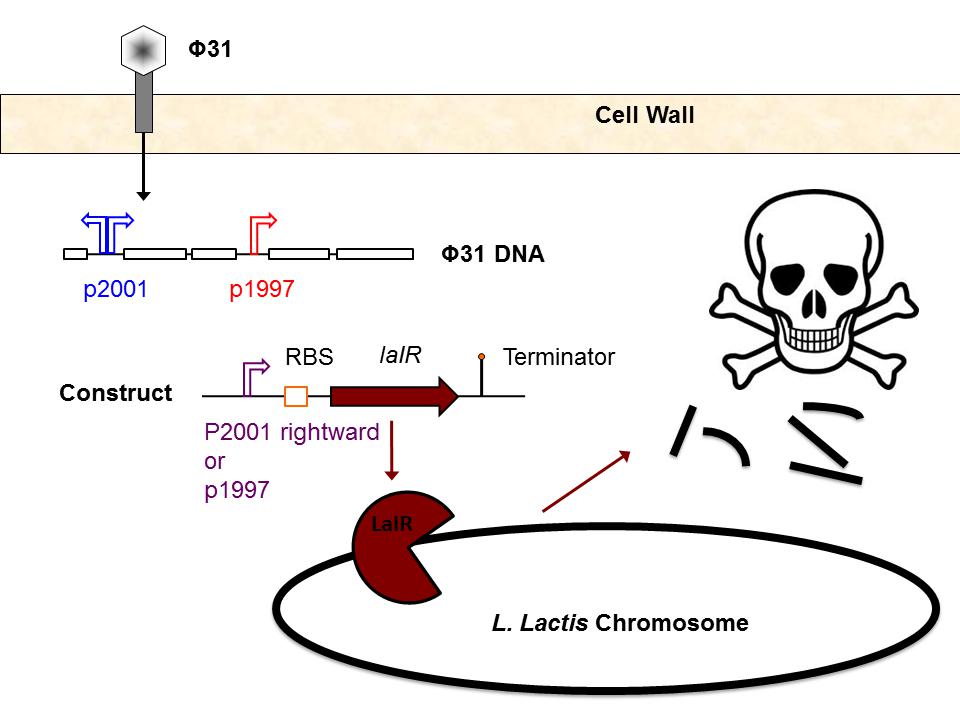 Φ31
Cell Wall
Φ31 DNA
p2001
p1997
RBS
laIR
Terminator
Construct
P2001 rightward
or
p1997
LaIR
L. Lactis Chromosome